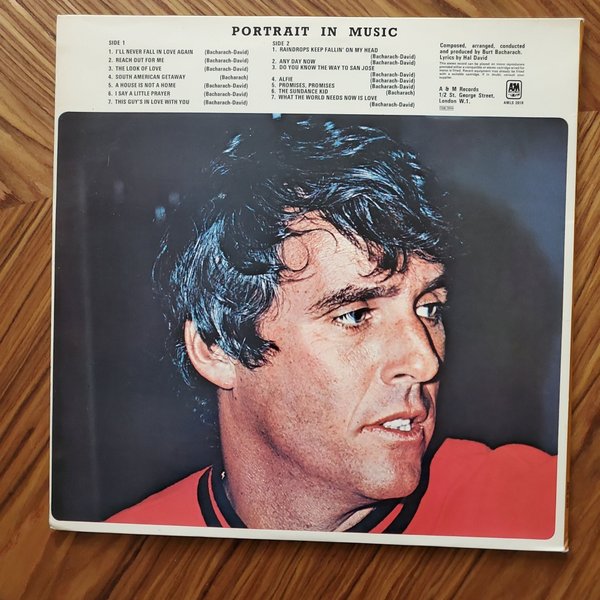 PORTRAIT IN MUSIC
SIDE 1
1. I'LL NEVER FALL IN LOVE AGAIN (Bacharach-David)
2. REACH OUT FOR ME (Bacharach-David)
3. THE LOOK OF LOVE (Bacharach-David)
4. SOUTH AMERICAN GETAWAY (Bacharach)
5. A HOUSE IS NOT A HOME (Bacharach-David)
6. I SAY A LITTLE PRAYER (Bacharach-David)
7. THIS GUY'S IN LOVE WITH YOU (Bacharach-David)
SIDE 2
1. RAINDROPS KEEP FALLIN' ON MY HEAD
(Bacharach-David)
2. ANY DAY NOW
3. DO YOU KNOW THE WAY TO SAN JOSE
(Bacharach-David)
4. ALFIE (Bacharach-David)
5. PROMISES, PROMISES (Bacharach-David)
6. THE SUNDANCE KID (Bacharach)
7. WHAT THE WORLD NEEDS NOW IS LOVE
(Bacharach-David)
Composed, arranged, conducted
and produced by Burt Bacharach.
Lyrics by Hal David
A & M Records
1/2 St. George Street,
London W.1.
A&M
RECORDS